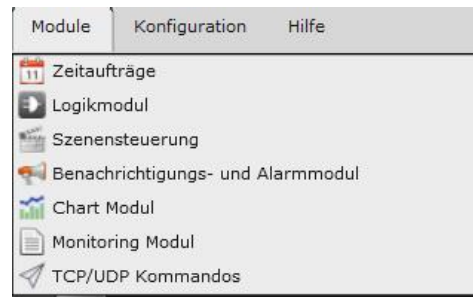 Module Konfiguration Hilfe
11 Zeitaufträge
Logikmodul
Szenensteuerung
Benachrichtigungs- und Alarmmodul
Chart Modul
Monitoring Modul
TCP/UDP Kommandos